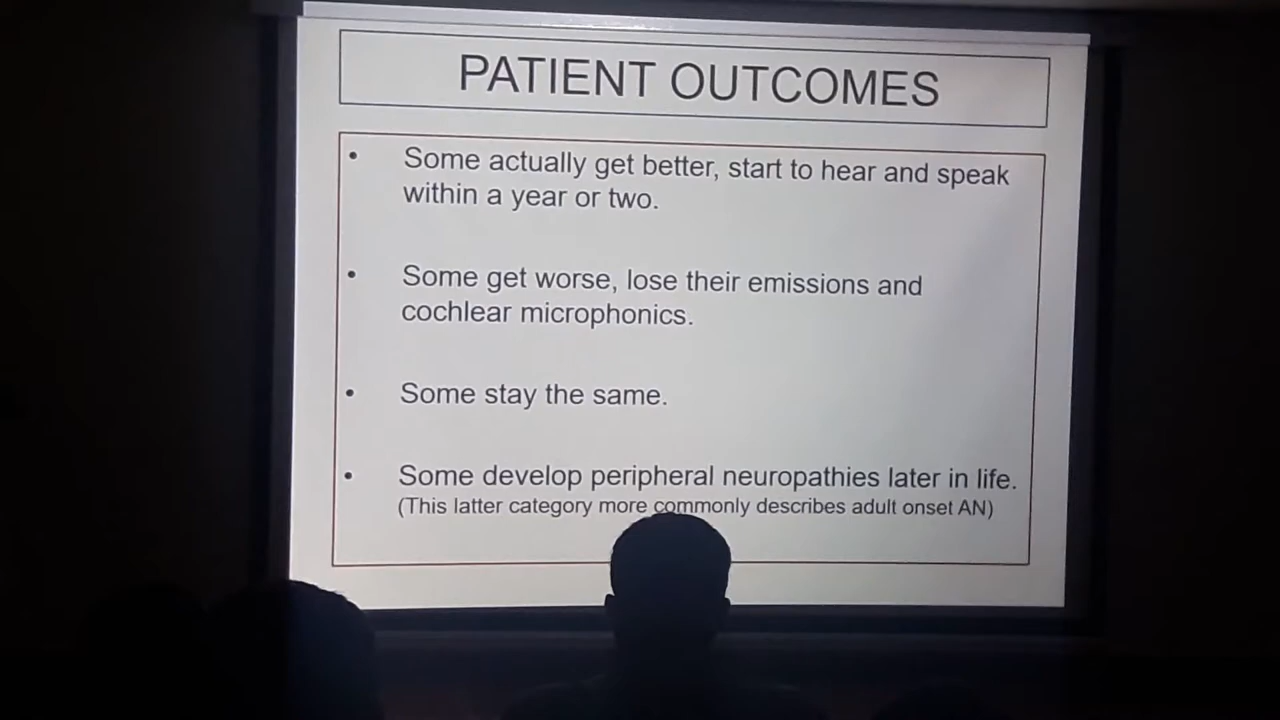 PATIENT OUTCOMES
• Some actually get better, start to hear and speak
within a year or two.
• Some get worse, lose their emissions and
cochlear microphonics.
• Some stay the same.
• Some develop peripheral neuropathies later in life.
(This latter category more commonly describes adult onset AN)